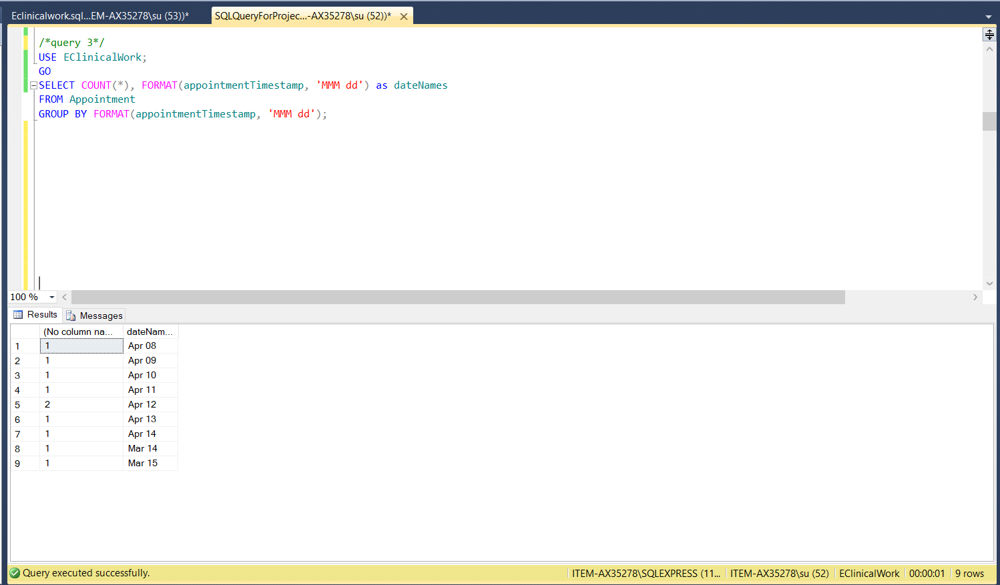 Eclinicalwork.sql...EM-AX35278\su (53))* SQLQueryForProjec...-AX35278\su (52))*
/*query 3*/
USE EClinicalWork;
GO
SELECT COUNT(*), FORMAT(appointmentTimestamp, 'MMM dd') as dateNames
FROM Appointment
GROUP BY FORMAT(appointmentTimestamp, 'MMM dd');
100 %
Results Messages
(No column na... dateNam...
1 1 Apr 08
2 1 Apr 09
3 1 Apr 10
4 1 Apr 11
5 2 Apr 12
6 1 Apr 13
7 1 Apr 14
8 1 Mar 14
9 1 Mar 15
Query executed successfully. ITEM-AX35278\SQLEXPRESS (11... ITEM-AX35278\su (52) EClinicalWork 00:00:01 9 rows